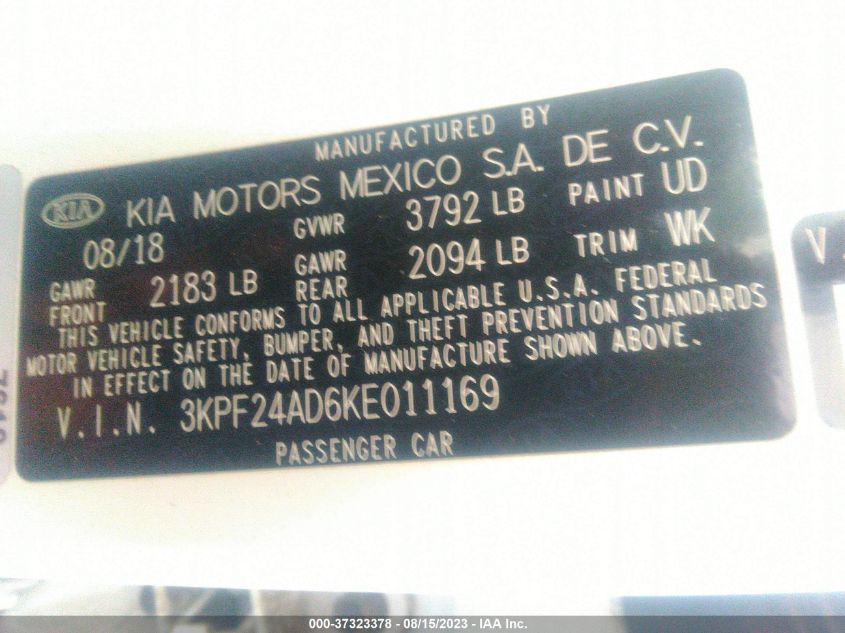 MANUFACTURED BY
KIA KIA MOTORS MEXICO S.A. DE C.V.
08/18 GVWR 3792 LB PAINT UD
GAWR FRONT 2183 LB GAWR REAR 2094 LB TRIM WK
THIS VEHICLE CONFORMS TO ALL APPLICABLE U.S.A. FEDERAL
MOTOR VEHICLE SAFETY, BUMPER, AND THEFT PREVENTION STANDARDS
IN EFFECT ON THE DATE OF MANUFACTURE SHOWN ABOVE.
V.I.N. 3KPF24AD6KE011169
PASSENGER CAR
V.
000-37323378 - 08/15/2023 - IAA Inc.